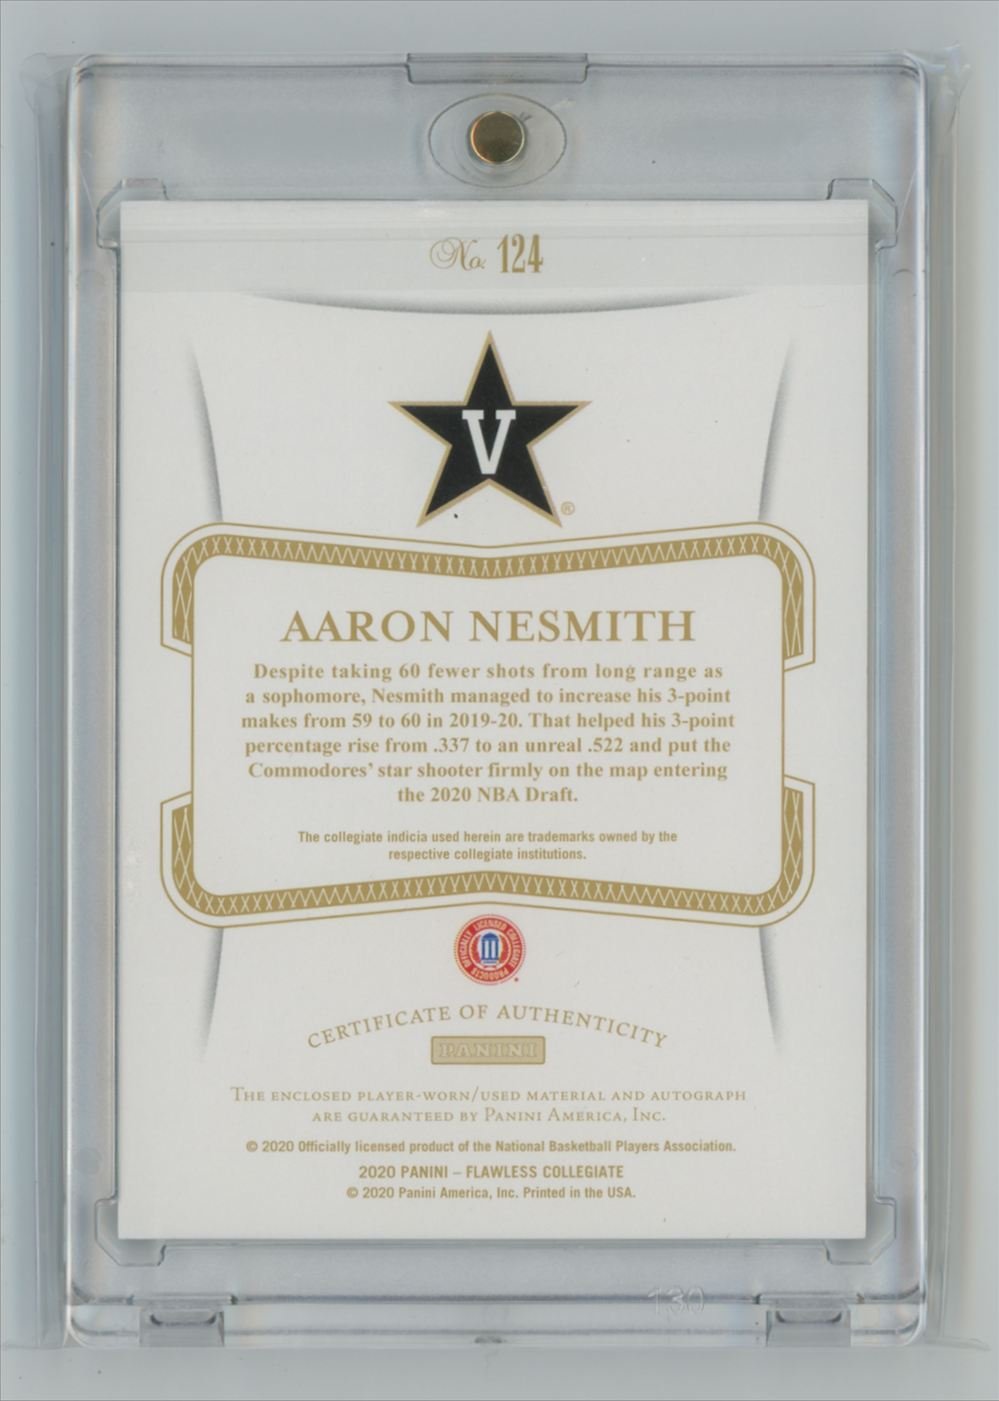 No. 124
V
®
AARON NESMITH
Despite taking 60 fewer shots from long range as
a sophomore, Nesmith managed to increase his 3-point
makes from 59 to 60 in 2019-20. That helped his 3-point
percentage rise from .337 to an unreal .522 and put the
Commodores' star shooter firmly on the map entering
the 2020 NBA Draft.
The collegiate indicia used herein are trademarks owned by the
respective collegiate institutions.
OFFICIALLY LICENSED COLLEGIATE PRODUCTS
CERTIFICATE OF AUTHENTICITY
PANINI
THE ENCLOSED PLAYER-WORN/USED MATERIAL AND AUTOGRAPH
ARE GUARANTEED BY PANINI AMERICA, INC.
© 2020 Officially licensed product of the National Basketball Players Association.
2020 PANINI – FLAWLESS COLLEGIATE
© 2020 Panini America, Inc. Printed in the USA.
130